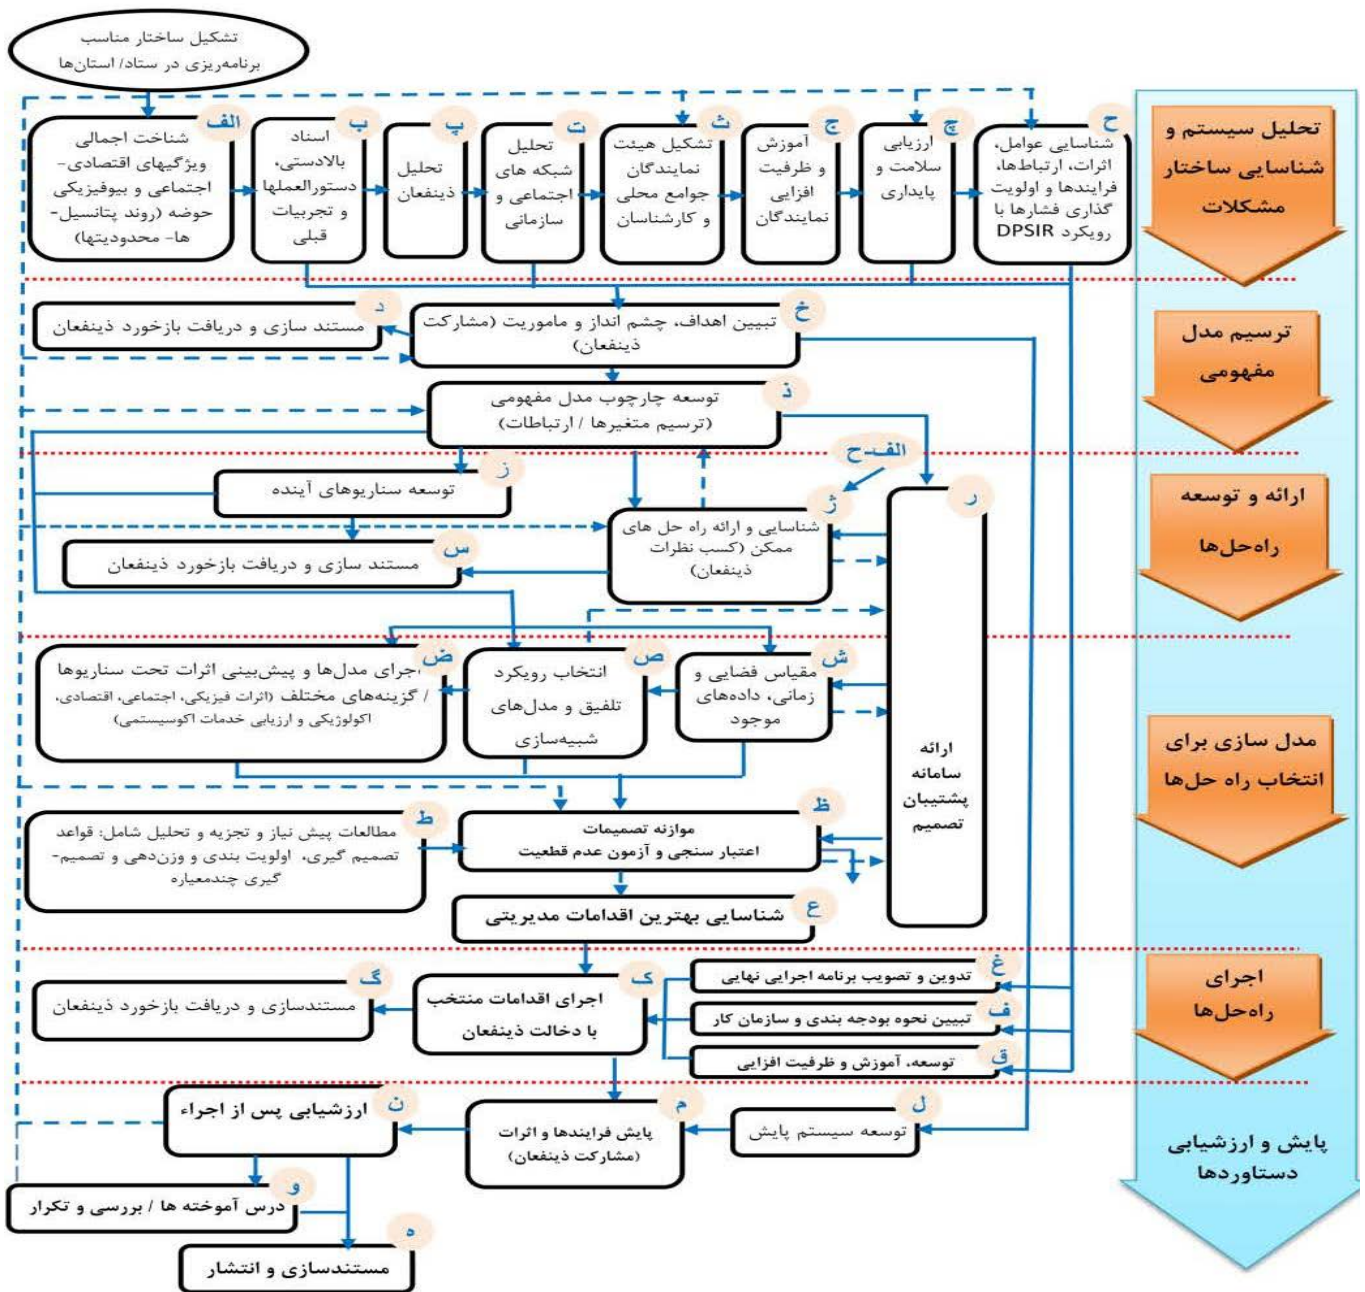 تشکیل ساختار مناسب
برنامه‌ریزی در ستاد/ استان‌ها
الف
شناخت اجمالی
ویژگیهای اقتصادی-
اجتماعی و بیوفیزیکی
حوضه (روند پتانسیل-
ها- محدودیتها)
ب
اسناد
بالادستی،
دستورالعملها
و تجربیات
قبلی
پ
تحلیل
ذینفعان
ت
تحلیل
شبکه های
اجتماعی و
سازمانی
ث
تشکیل هیئت
نمایندگان
جوامع محلی
و کارشناسان
ج
آموزش
و ظرفیت
افزایی
نمایندگان
چ
ارزیابی
سلامت و
پایداری
ح
شناسایی عوامل،
اثرات، ارتباط‌ها،
فرایندها و اولویت
گذاری فشارها با
رویکرد DPSIR
تحلیل سیستم و
شناسایی ساختار
مشکلات
خ
تبیین اهداف، چشم انداز و ماموریت (مشارکت
ذینفعان)
د
مستند سازی و دریافت بازخورد ذینفعان
ذ
توسعه چارچوب مدل مفهومی
(ترسیم متغیرها / ارتباطات)
ترسیم مدل
مفهومی
ر
ارائه
سامانه
پشتیبان
تصمیم
ز
توسعه سناریوهای آینده
الف-ح
ژ
شناسایی و ارائه راه حل های
ممکن (کسب نظرات
ذینفعان)
س
مستند سازی و دریافت بازخورد ذینفعان
ارائه و توسعه
راه‌حل‌ها
ش
مقیاس فضایی و
زمانی، داده‌های
موجود
ص
انتخاب رویکرد
تلفیق و مدل‌های
شبیه‌سازی
ض
جرای مدل‌ها و پیش‌بینی اثرات تحت سناریوها
/ گزینه‌های مختلف (اثرات فیزیکی، اجتماعی، اقتصادی،
اکولوژیکی و ارزیابی خدمات اکوسیستمی)
مدل سازی برای
انتخاب راه حل‌ها
ط
مطالعات پیش نیاز و تجزیه و تحلیل شامل: قواعد
تصمیم گیری، اولویت بندی و وزن‌دهی و تصمیم-
گیری چندمعیاره
ظ
موازنه تصمیمات
اعتبار سنجی و آزمون عدم قطعیت
ع
شناسایی بهترین اقدامات مدیریتی
غ
تدوین و تصویب برنامه اجرایی نهایی
ف
تبیین نحوه بودجه بندی و سازمان کار
ق
توسعه، آموزش و ظرفیت افزایی
ک
اجرای اقدامات منتخب
با دخالت ذینفعان
گ
مستندسازی و دریافت بازخورد ذینفعان
اجرای
راه‌حل‌ها
ل
توسعه سیستم پایش
م
پایش فرایندها و اثرات
(مشارکت ذینفعان)
ن
ارزشیابی پس از اجراء
و
درس آموخته ها / بررسی و تکرار
ه
مستندسازی و انتشار
پایش و ارزشیابی
دستاوردها